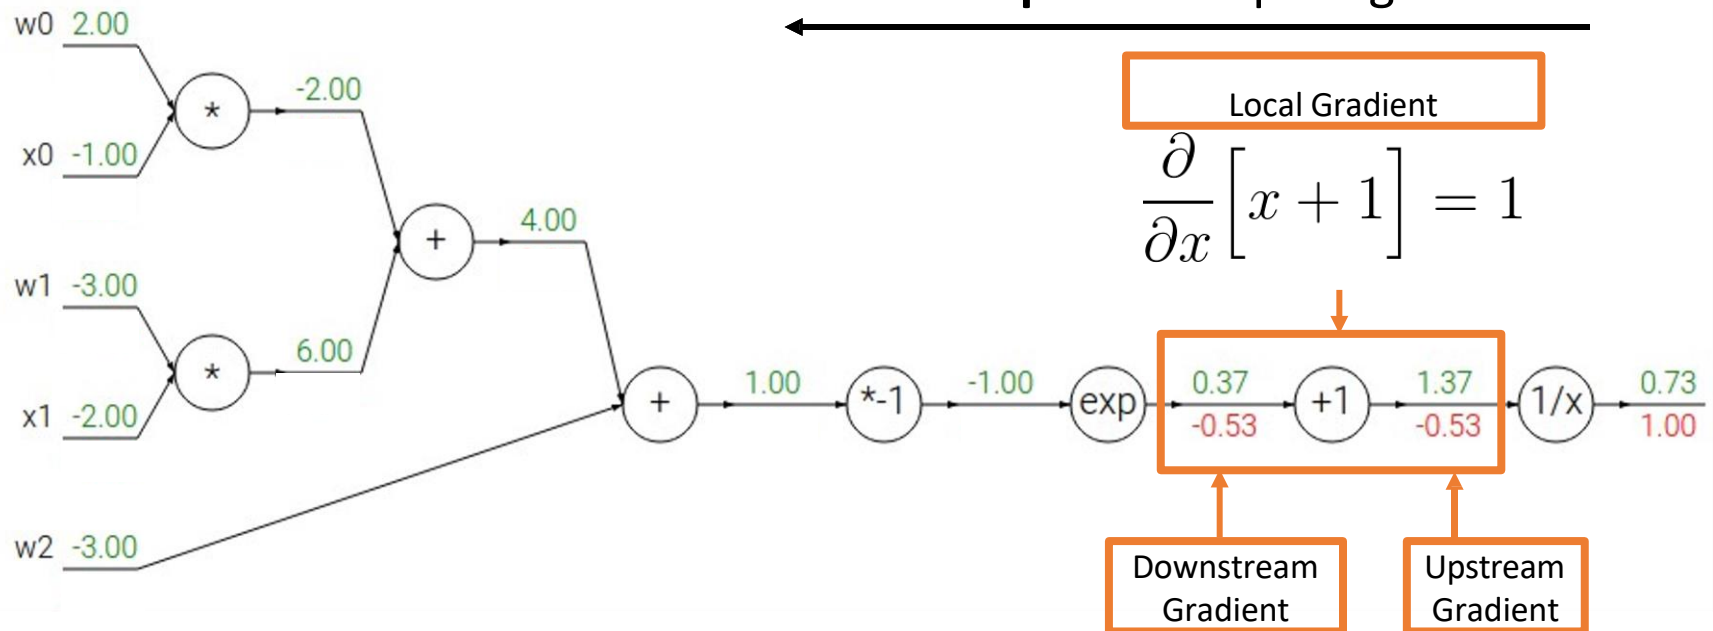 w0 2.00
*
-2.00
x0 -1.00
+
4.00
w1 -3.00
*
6.00
x1 -2.00
w2 -3.00
+
1.00
*-1
-1.00
exp
0.37
-0.53
+1
1.37
-0.53
1/x
0.73
1.00
Local Gradient
∂/∂x [x + 1] = 1
Downstream
Gradient
Upstream
Gradient